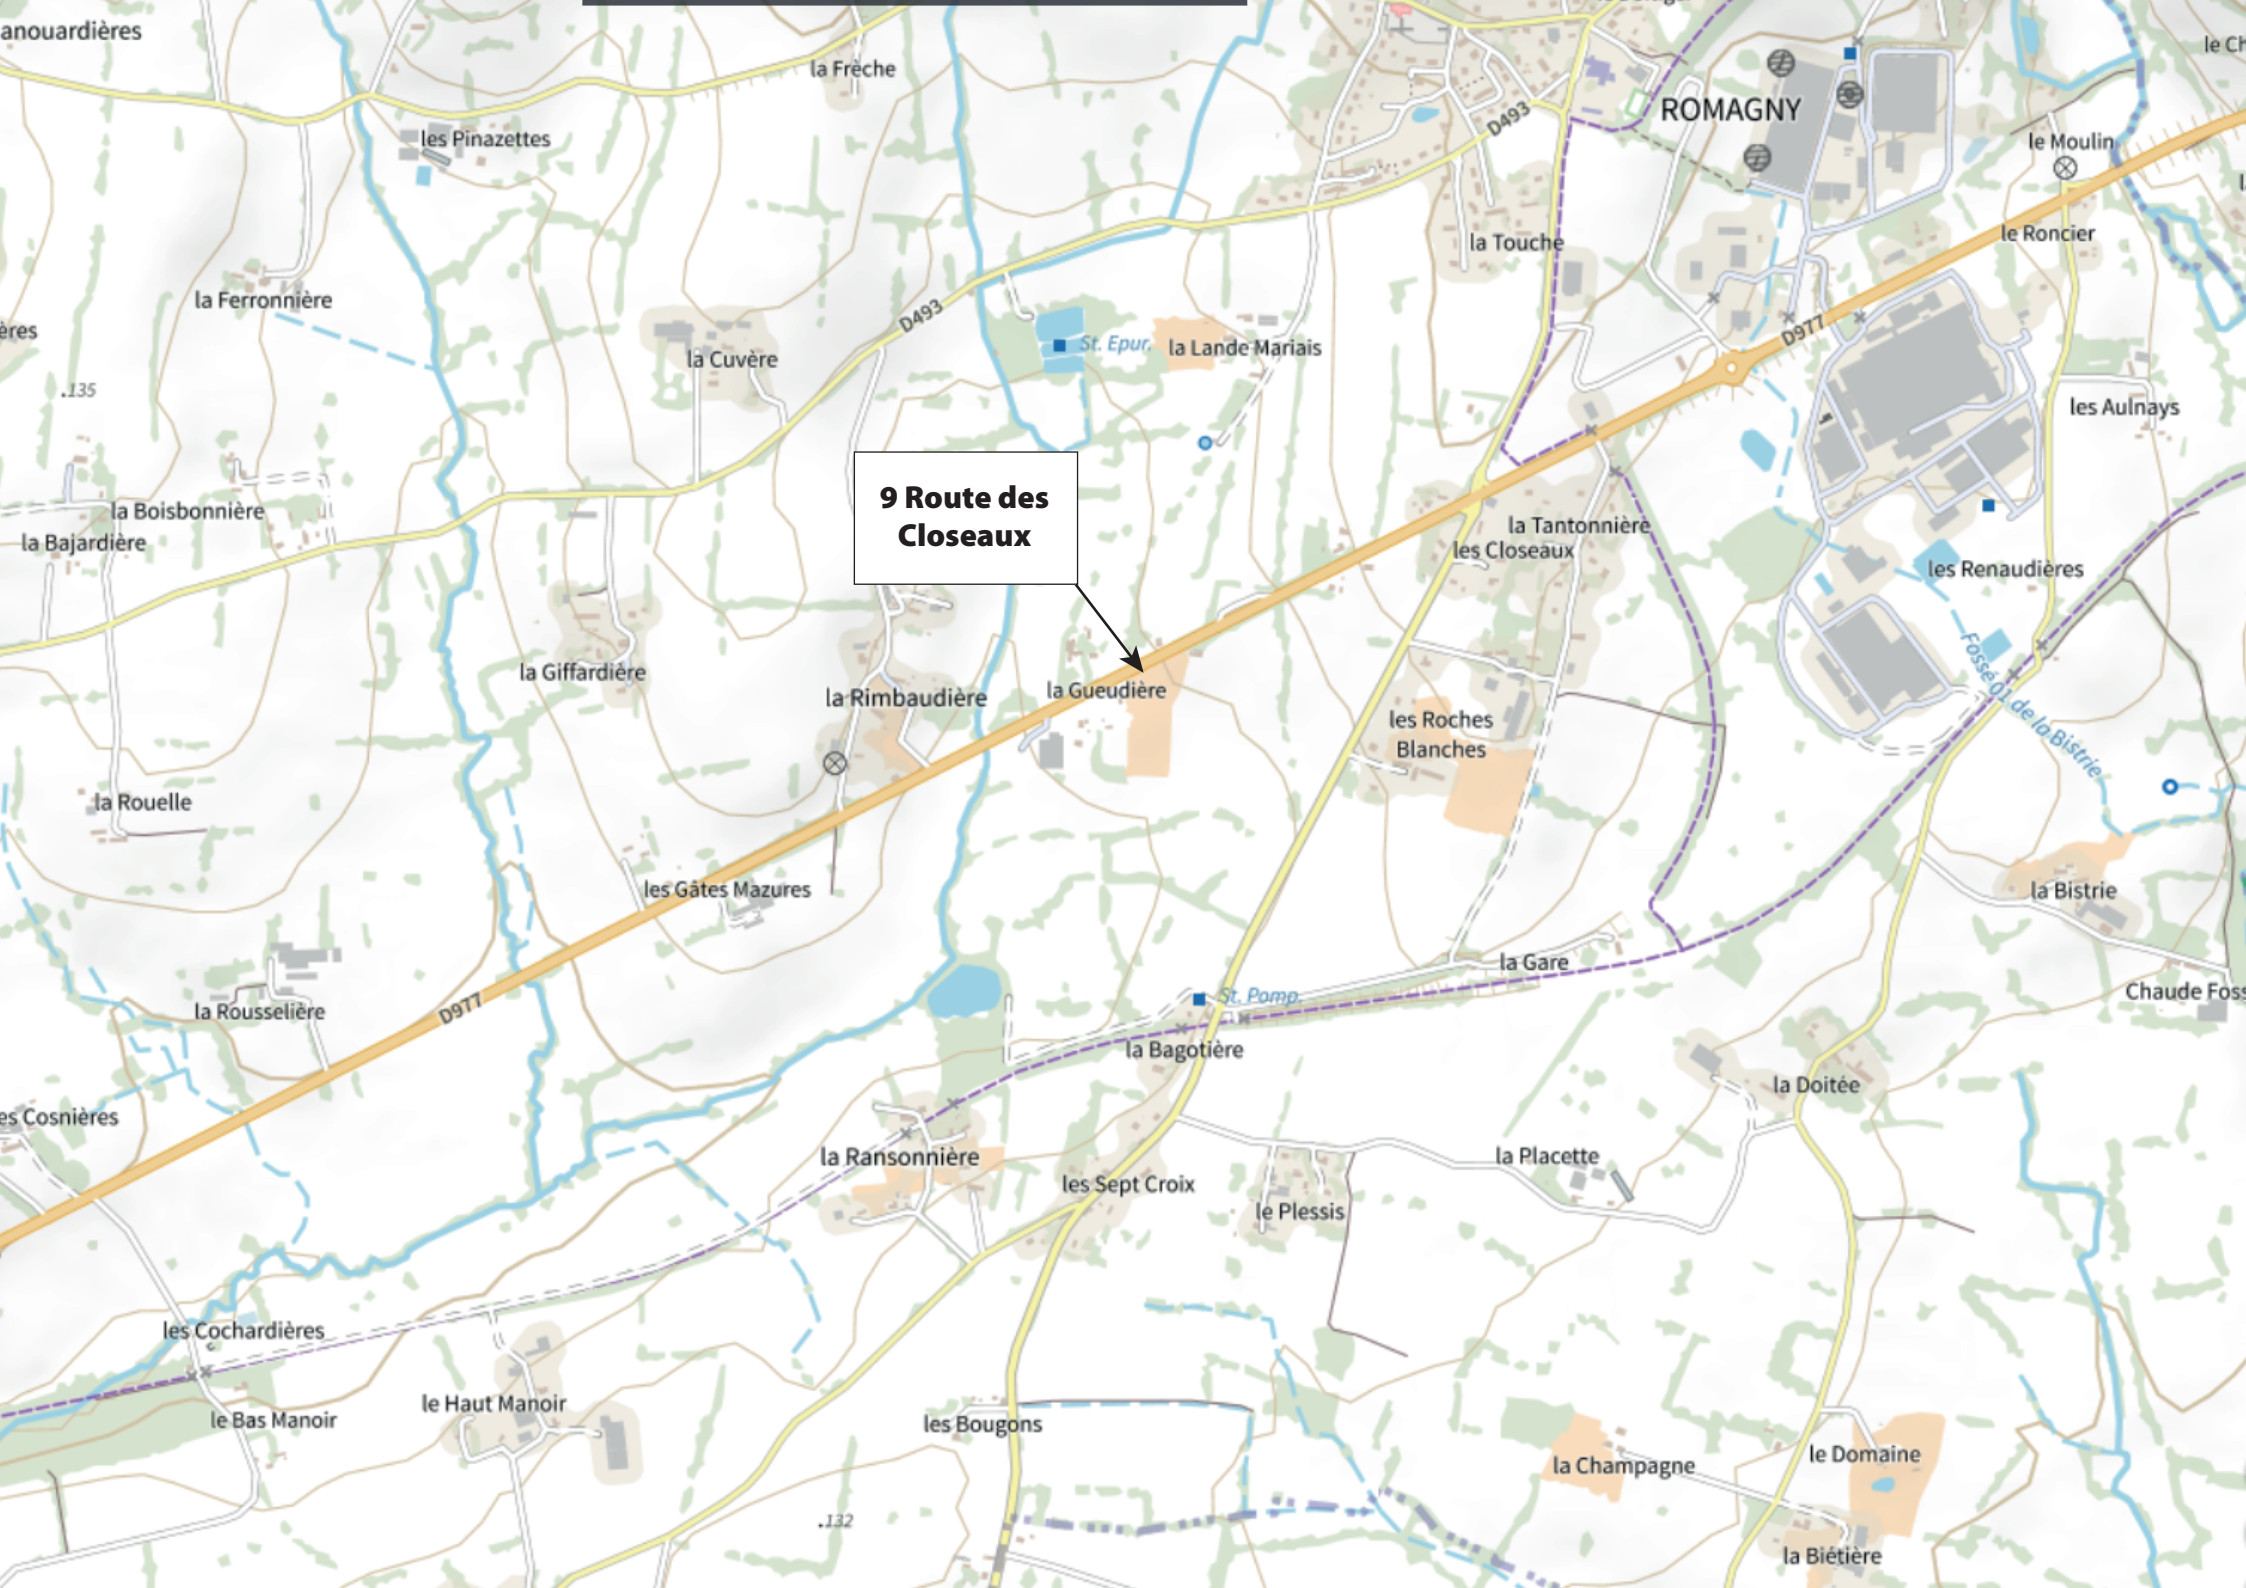 anouardières
la Frèche
les Pinazettes
D493
ROMAGNY
le Ch
le Moulin
la Touche
le Roncier
la Ferronnière
ères
D493
la Cuvère
St. Epur.
la Lande Mariais
D977
.135
les Aulnays
9 Route des
Closeaux
la Boisbonnière
la Bajardière
la Tantonnière
les Closeaux
les Renaudières
la Giffardière
la Rimbaudière
la Gueudière
les Roches
Blanches
Fossé 01 de la Bistrie
la Rouelle
les Gâtes Mazures
la Bistrie
la Gare
la Rousselière
D977
St. Pomp.
Chaude Foss
la Bagotière
la Doitée
es Cosnières
la Ransonnière
la Placette
les Sept Croix
le Plessis
les Cochardières
le Haut Manoir
le Bas Manoir
les Bougons
la Champagne
le Domaine
.132
la Biétière